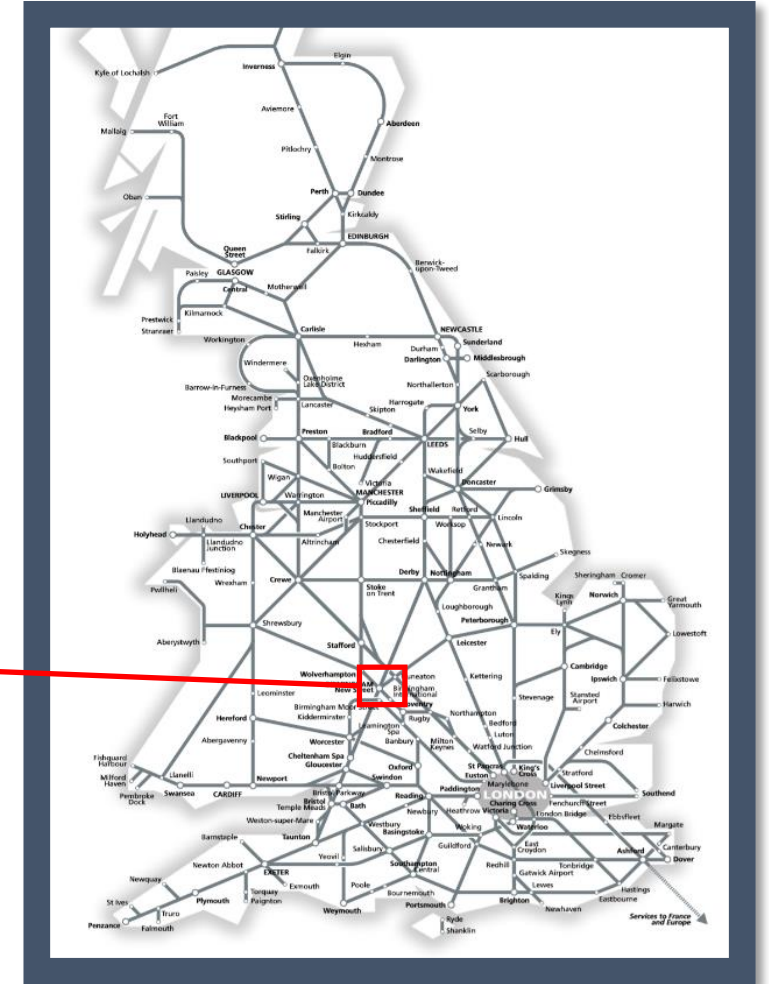 Elgin
Inverness
Kyle of Lochalsh
Aviemore
Fort
William
Mallaig
Aberdeen
Pitlochry
Montrose
Perth
Dundee
Oban
Stirling
Kirkcaldy
EDINBURGH
Queen
Street
Falkirk
Berwick-
upon-Tweed
Paisley
GLASGOW
Central
Motherwell
Kilmarnock
Prestwick
Stranraer
Carlisle
NEWCASTLE
Workington
Hexham
Sunderland
Durham
Darlington
Middlesbrough
Windermere
Scarborough
Oxenholme
Lake District
Northallerton
Barrow-in-Furness
Morecambe
Heysham Port
Lancaster
Harrogate
Skipton
York
Blackpool
Preston
Bradford
Selby
Hull
Blackburn
LEEDS
Huddersfield
Southport
Bolton
Wakefield
Wigan
Victoria
Doncaster
LIVERPOOL
Warrington
MANCHESTER
Piccadilly
Grimsby
Manchester
Airport
Sheffield
Retford
Lincoln
Llandudno
Stockport
Worksop
Holyhead
Chester
Llandudno
Junction
Altrincham
Chesterfield
Newark
Skegness
Blaenau Ffestiniog
Derby
Nottingham
Spalding
Sheringham
Cromer
Pwllheli
Wrexham
Crewe
Stoke
on Trent
Grantham
Kings
Lynn
Norwich
Great
Yarmouth
Loughborough
Shrewsbury
Peterborough
Ely
Aberystwyth
Stafford
Leicester
Lowestoft
Wolverhampton
Nuneaton
Kettering
Cambridge
New Street
Birmingham
International
Ipswich
Felixstowe
Leominster
Stevenage
Stansted
Airport
Birmingham Moor Street
Coventry
Harwich
Hereford
Kidderminster
Rugby
Northampton
Leamington
Spa
Bedford
Colchester
Abergavenny
Worcester
Banbury
Milton
Keynes
Luton
Watford Junction
Chelmsford
Fishguard
Harbour
Cheltenham Spa
Gloucester
Oxford
St Pancras
King's
Cross
Euston
Stratford
Milford
Haven
Llanelli
Newport
Swindon
Marylebone
Liverpool Street
Pembroke
Dock
Swansea
CARDIFF
Bristol Parkway
Reading
Paddington
LONDON
Southend
Bristol
Temple Meads
Bath
Newbury
Heathrow
Victoria
Charing Cross
Fenchurch Street
London Bridge
Ebbsfleet
Weston-super-Mare
Westbury
Basingstoke
Woking
Waterloo
Margate
Barnstaple
Taunton
Salisbury
Guildford
East
Croydon
Canterbury
Ashford
Dover
Newton Abbot
Yeovil
Southampton
Central
Redhill
Tonbridge
EXETER
Gatwick Airport
Newquay
Exmouth
Poole
Lewes
Hastings
St Ives
Plymouth
Torquay
Paignton
Bournemouth
Eastbourne
Truro
Weymouth
Portsmouth
Brighton
Newhaven
Penzance
Falmouth
Ryde
Shanklin
Services to France
and Europe